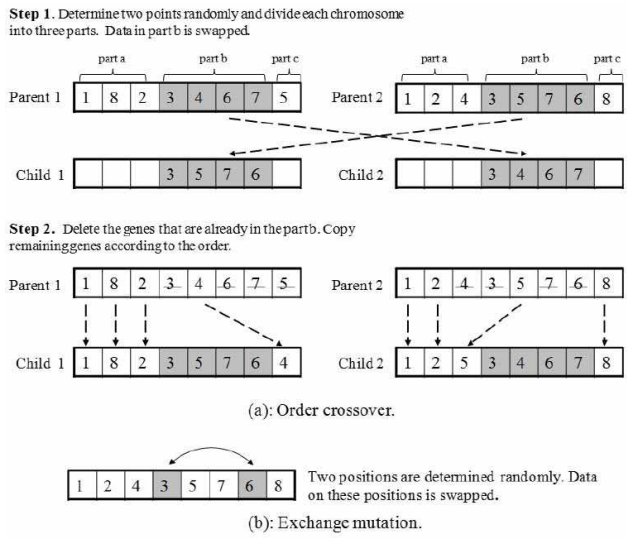 Step 1. Determine two points randomly and divide each chromosome
into three parts. Data in part b is swapped.
part a part b part c part a part b part c
Parent 1 1 8 2 3 4 6 7 5 Parent 2 1 2 4 3 5 7 6 8
Child 1 3 5 7 6 Child 2 3 4 6 7
Step 2. Delete the genes that are already in the partb. Copy
remaininggenes according to the order.
Parent 1 1 8 2 3 4 6 7 5 Parent 2 1 2 4 3 5 7 6 8
Child 1 1 8 2 3 5 7 6 4 Child 2 1 2 5 3 4 6 7 8
(a): Order crossover.
1 2 4 3 5 7 6 8 Two positions are determined randomly. Data
on these positions is swapped.
(b): Exchange mutation.